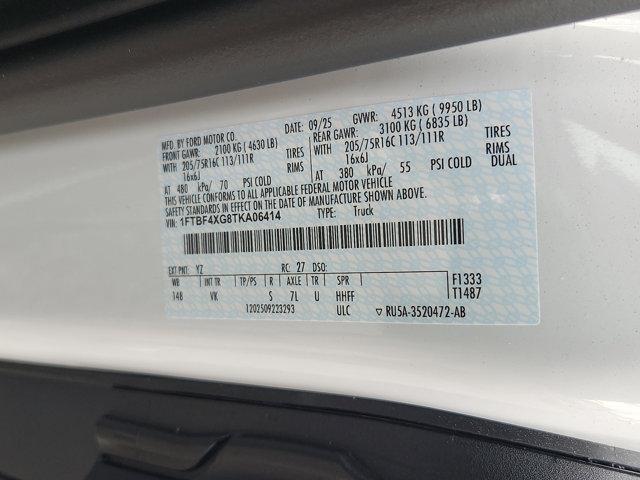 MFD. BY FORD MOTOR CO. DATE: 09/25 GVWR: 4513 KG ( 9950 LB)
FRONT GAWR: 2100 KG ( 4630 LB) REAR GAWR: 3100 KG ( 6835 LB)
WITH 205/75R16C 113/111R TIRES WITH 205/75R16C 113/111R TIRES
16x6J RIMS 16x6J RIMS
AT 480 kPa/ 70 PSI COLD AT 380 kPa/ 55 PSI COLD DUAL
THIS VEHICLE CONFORMS TO ALL APPLICABLE FEDERAL MOTOR VEHICLE
SAFETY STANDARDS IN EFFECT ON THE DATE OF MANUFACTURE SHOWN ABOVE.
VIN: 1FTBF4XG8TKA06414 TYPE: Truck
EXT PNT: YZ RC: 27 DSO:
WB INT TR TP/PS R AXLE TR SPR F1333
148 VK S 7L U HHFF T1487
1202509223293 ULC ▽ RU5A-3520472-AB